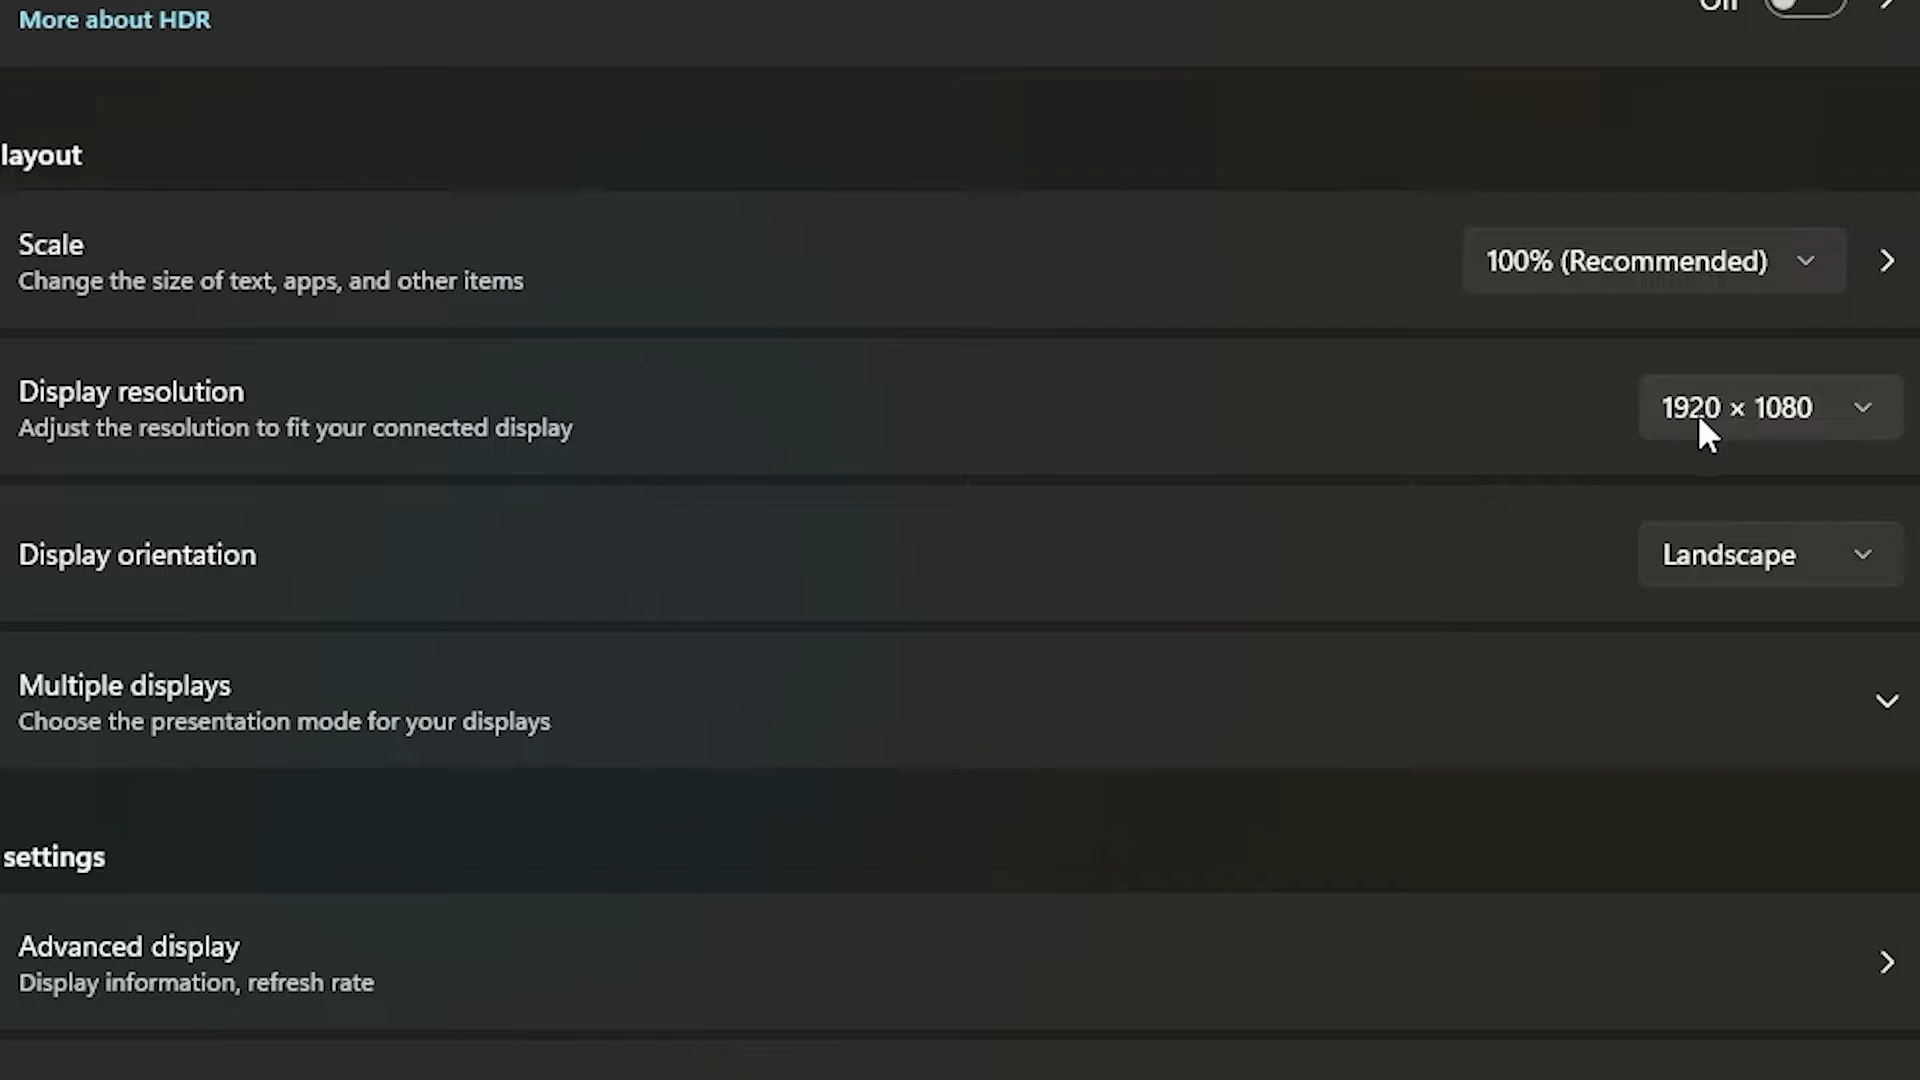 More about HDR
Off
layout
Scale
Change the size of text, apps, and other items
100% (Recommended)
Display resolution
Adjust the resolution to fit your connected display
1920 × 1080
Display orientation
Landscape
Multiple displays
Choose the presentation mode for your displays
settings
Advanced display
Display information, refresh rate